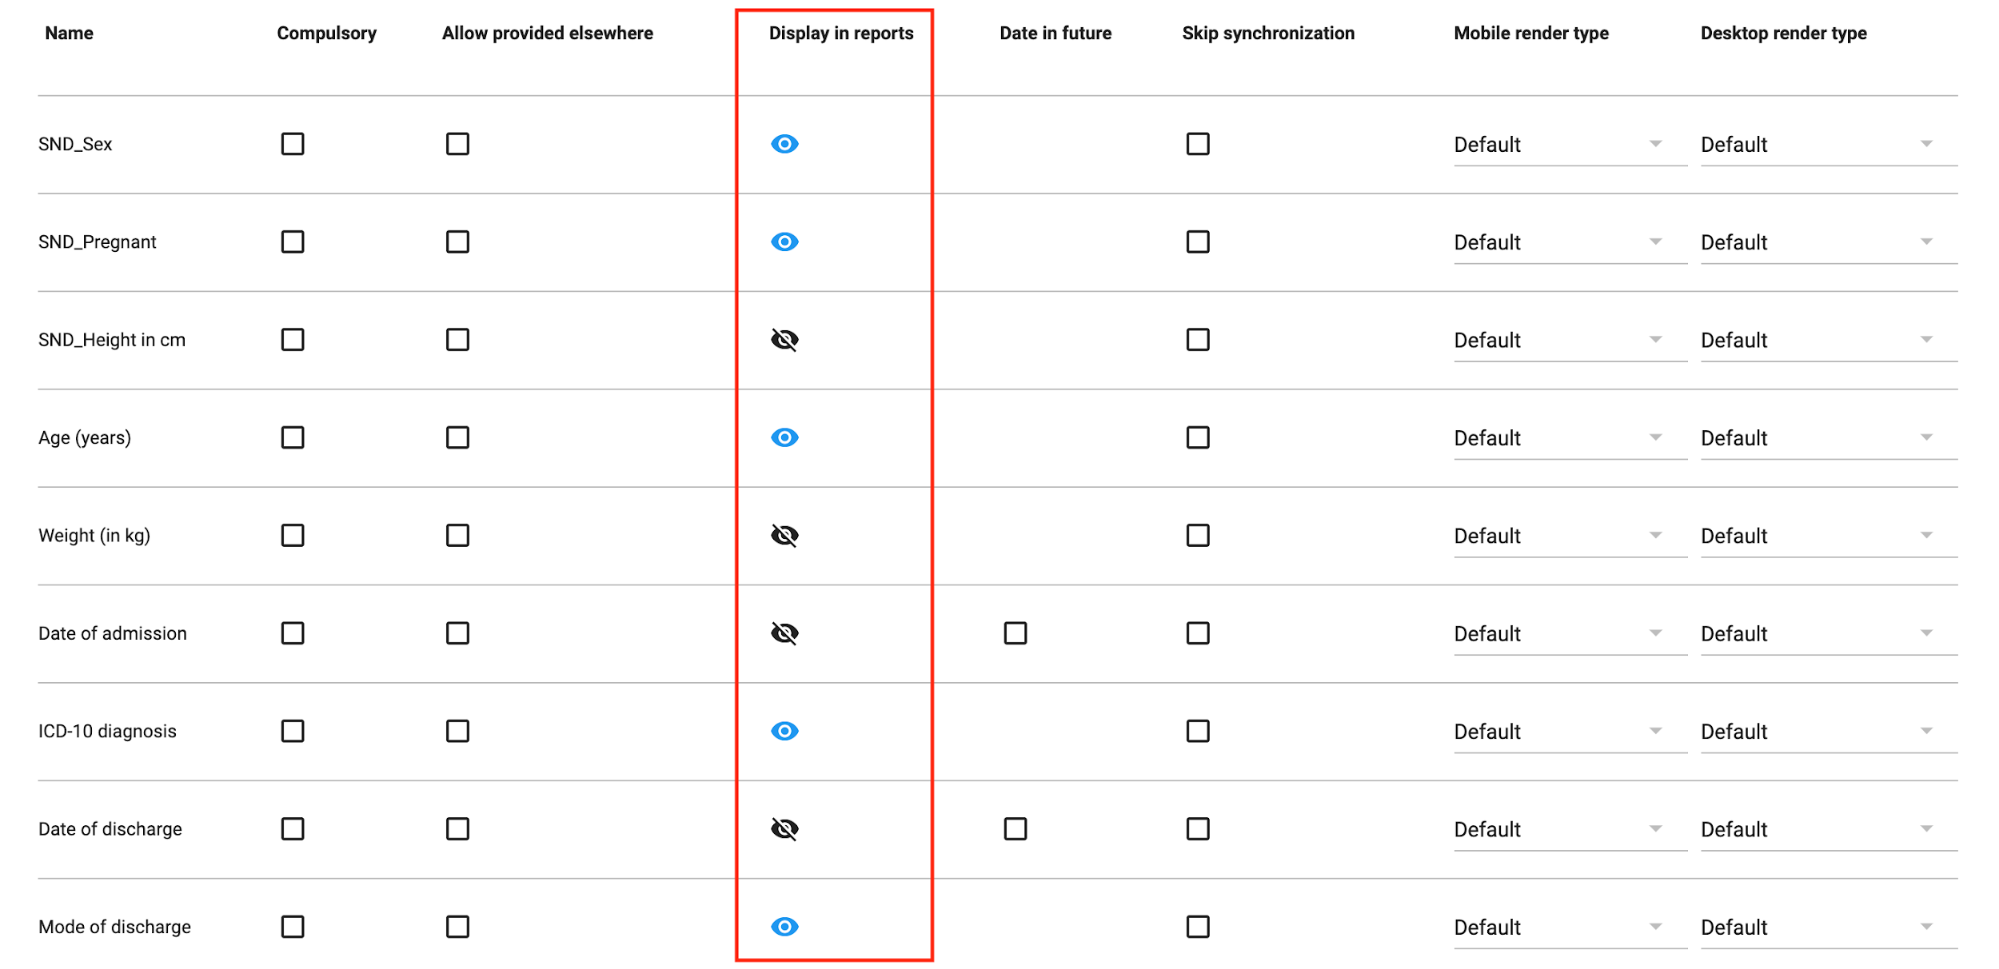 Name Compulsory Allow provided elsewhere Display in reports Date in future Skip synchronization Mobile render type Desktop render type
SND_Sex Default Default
SND_Pregnant Default Default
SND_Height in cm Default Default
Age (years) Default Default
Weight (in kg) Default Default
Date of admission Default Default
ICD-10 diagnosis Default Default
Date of discharge Default Default
Mode of discharge Default Default